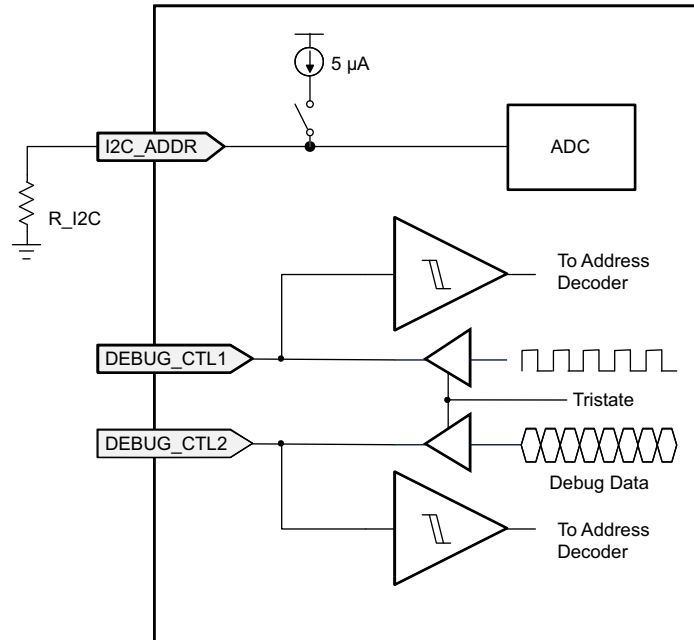 5 µA
I2C_ADDR
ADC
R_I2C
To Address
Decoder
DEBUG_CTL1
Tristate
DEBUG_CTL2
Debug Data
To Address
Decoder